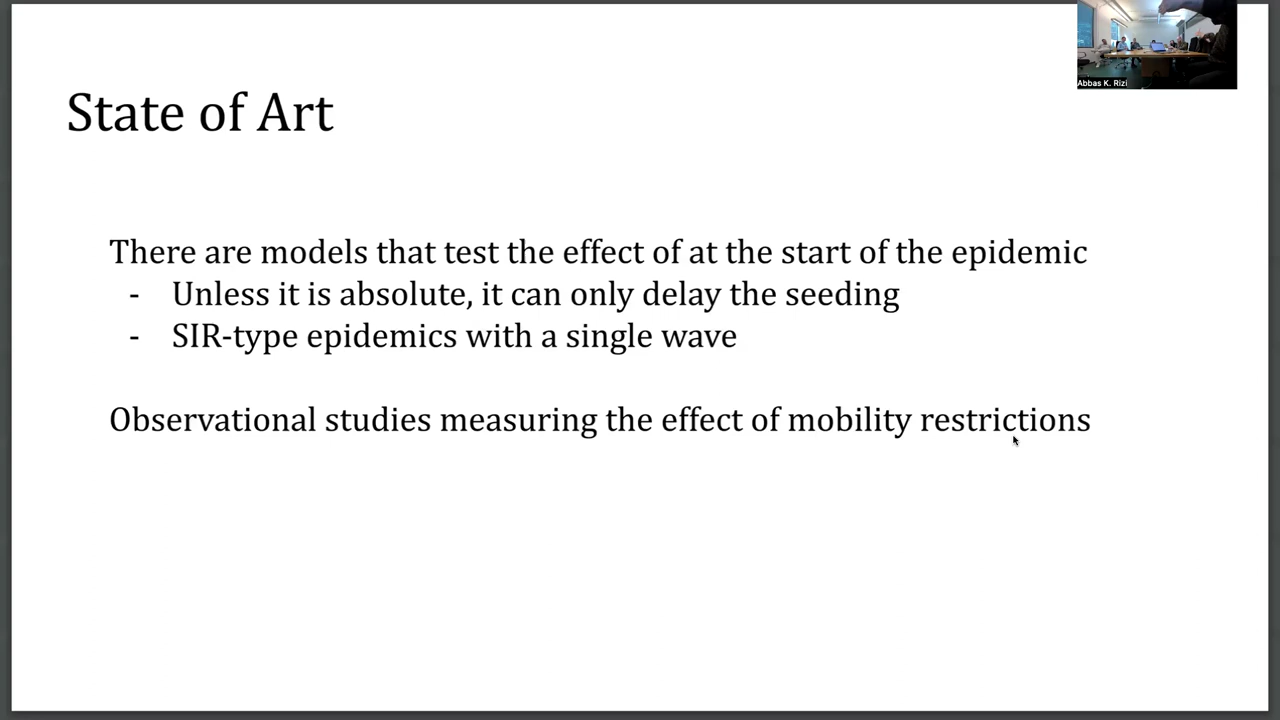 Abbas K. Rizi
State of Art
There are models that test the effect of at the start of the epidemic
- Unless it is absolute, it can only delay the seeding
- SIR-type epidemics with a single wave
Observational studies measuring the effect of mobility restrictions